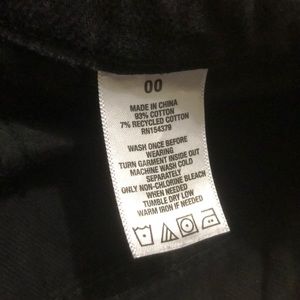 00
MADE IN CHINA
93% COTTON
7% RECYCLED COTTON
RN154379
WASH ONCE BEFORE
WEARING
TURN GARMENT INSIDE OUT
MACHINE WASH COLD
SEPARATELY
ONLY NON-CHLORINE BLEACH
WHEN NEEDED
TUMBLE DRY LOW
WARM IRON IF NEEDED